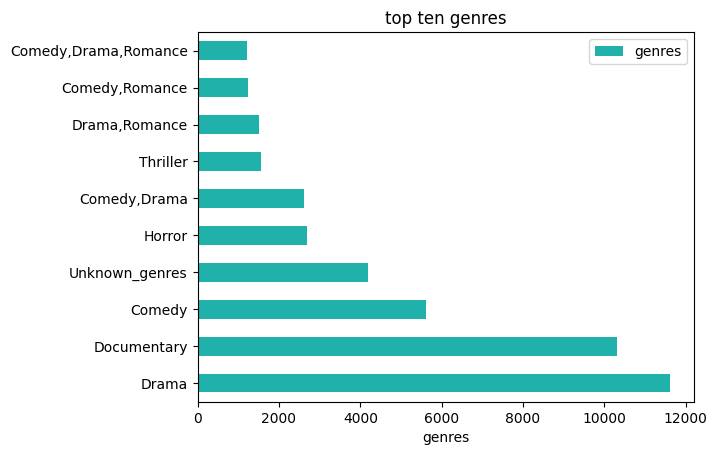 top ten genres
genres
Comedy,Drama,Romance
Comedy,Romance
Drama,Romance
Thriller
Comedy,Drama
Horror
Unknown_genres
Comedy
Documentary
Drama
0 2000 4000 6000 8000 10000 12000
genres